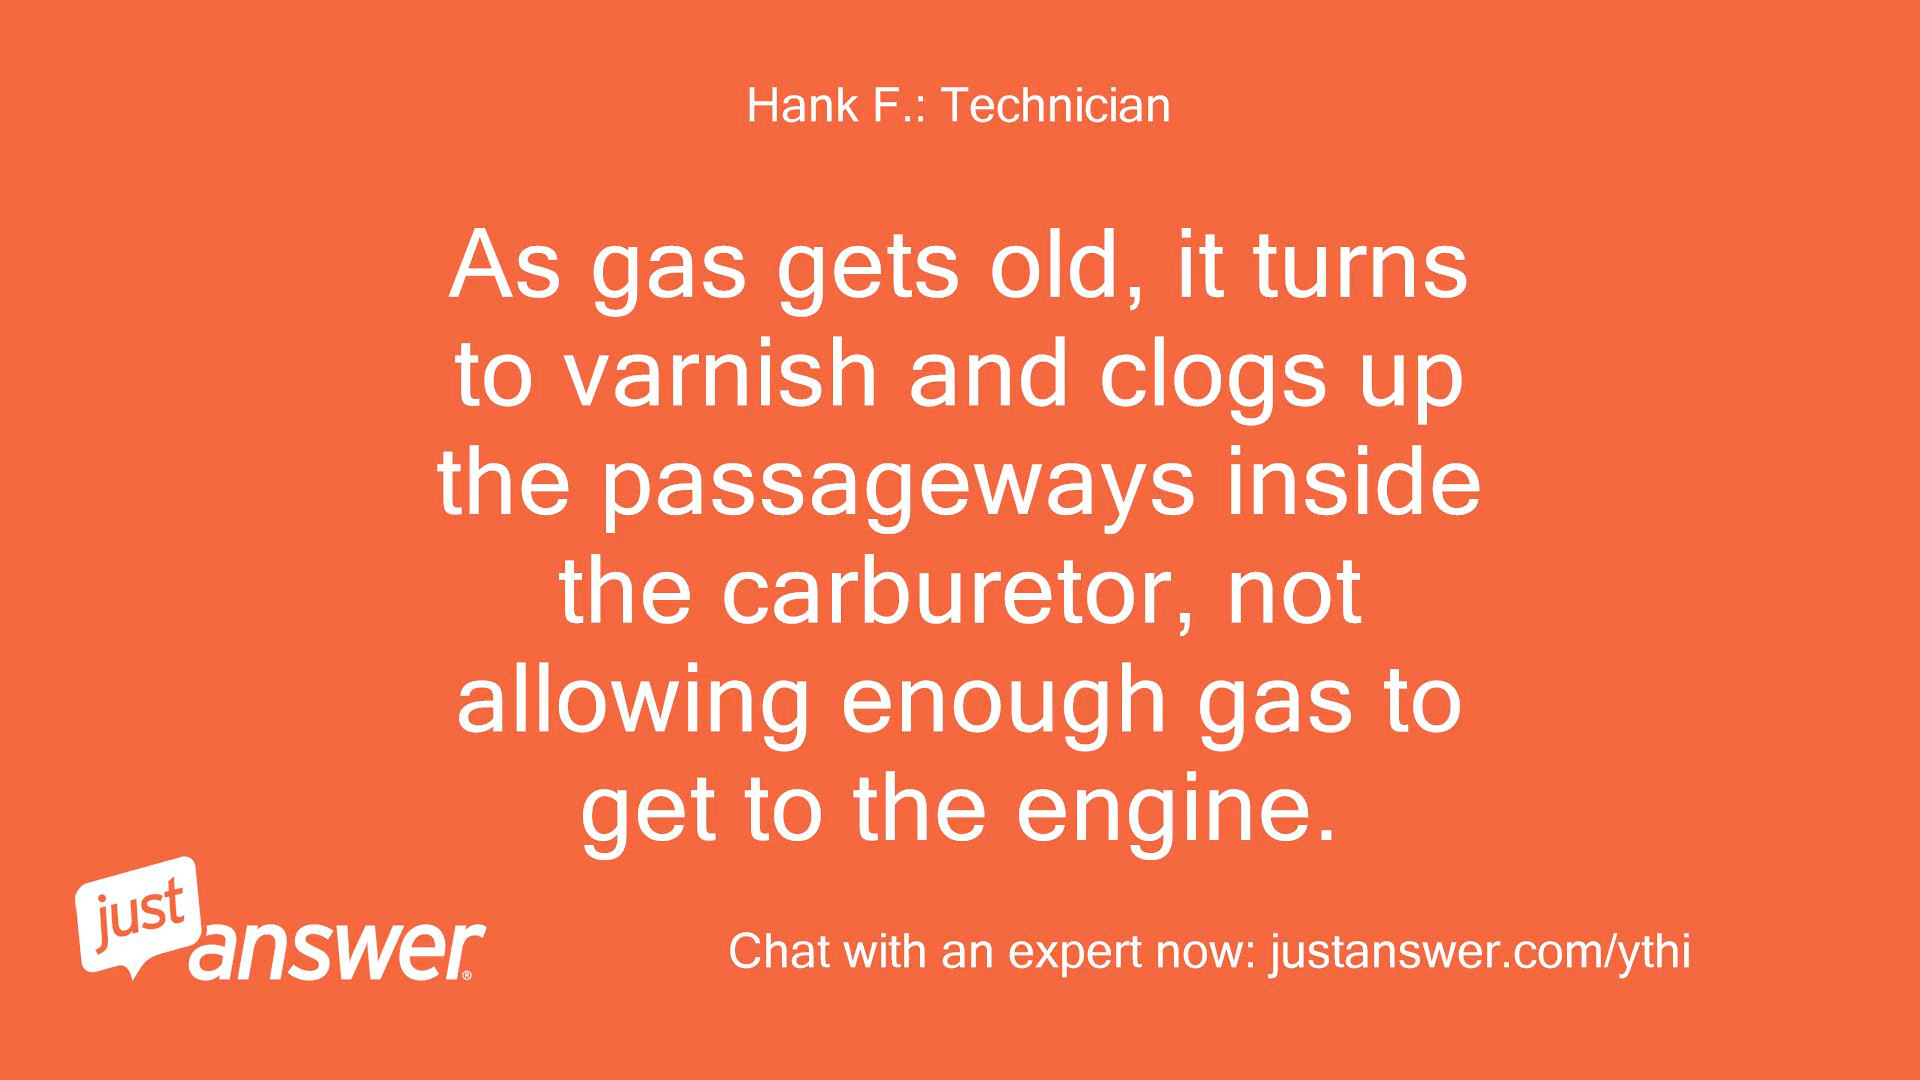 Hank F.: Technician
As gas gets old, it turns
to varnish and clogs up
the passageways inside
the carburetor, not
allowing enough gas to
get to the engine.
just
answer®
Chat with an expert now: justanswer.com/ythi